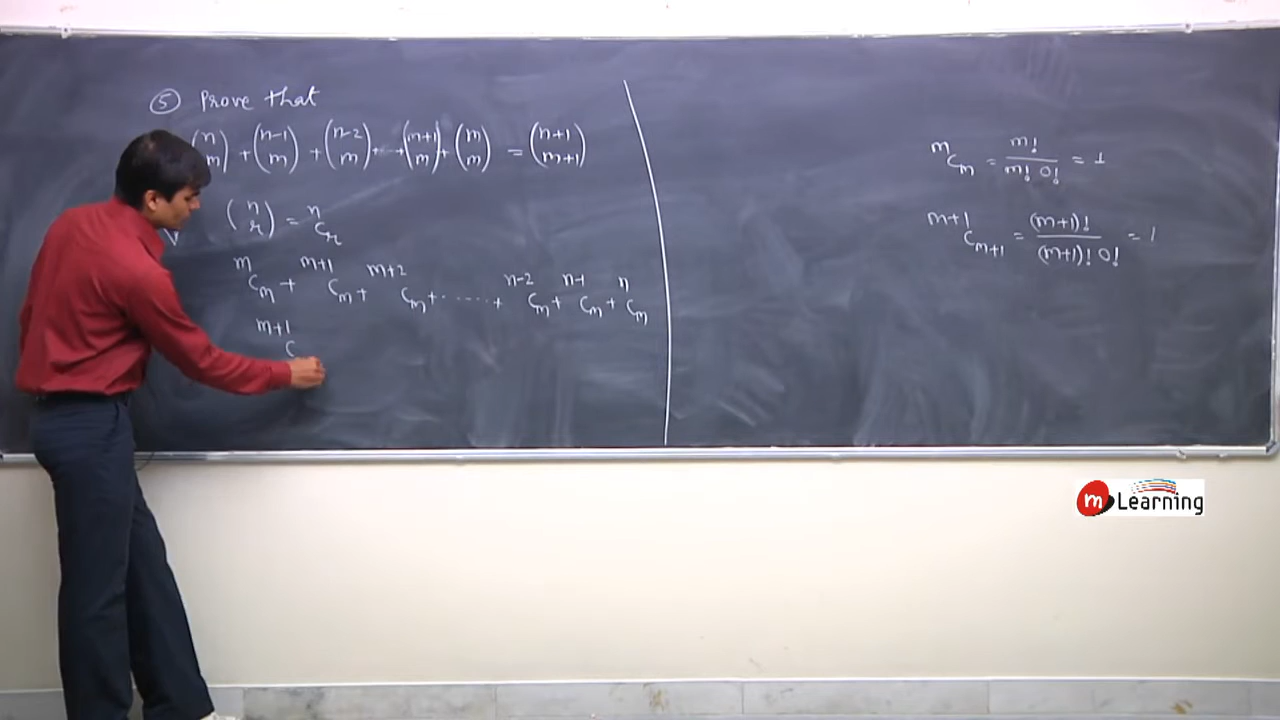 ⑤ Prove that
(n m) + (n-1 m) + (n-2 m) + ... + (m+1 m) + (m m) = (n+1 m+1)
(n r) = ⁿCᵣ
ᵐCₘ + ᵐ⁺¹Cₘ + ᵐ⁺²Cₘ + ...... + ⁿ⁻²Cₘ + ⁿ⁻¹Cₘ + ⁿCₘ
ᵐ⁺¹C
ᵐCₘ = m! / m! 0! = 1
ᵐ⁺¹Cₘ₊₁ = (m+1)! / (m+1)! 0! = 1
m Learning